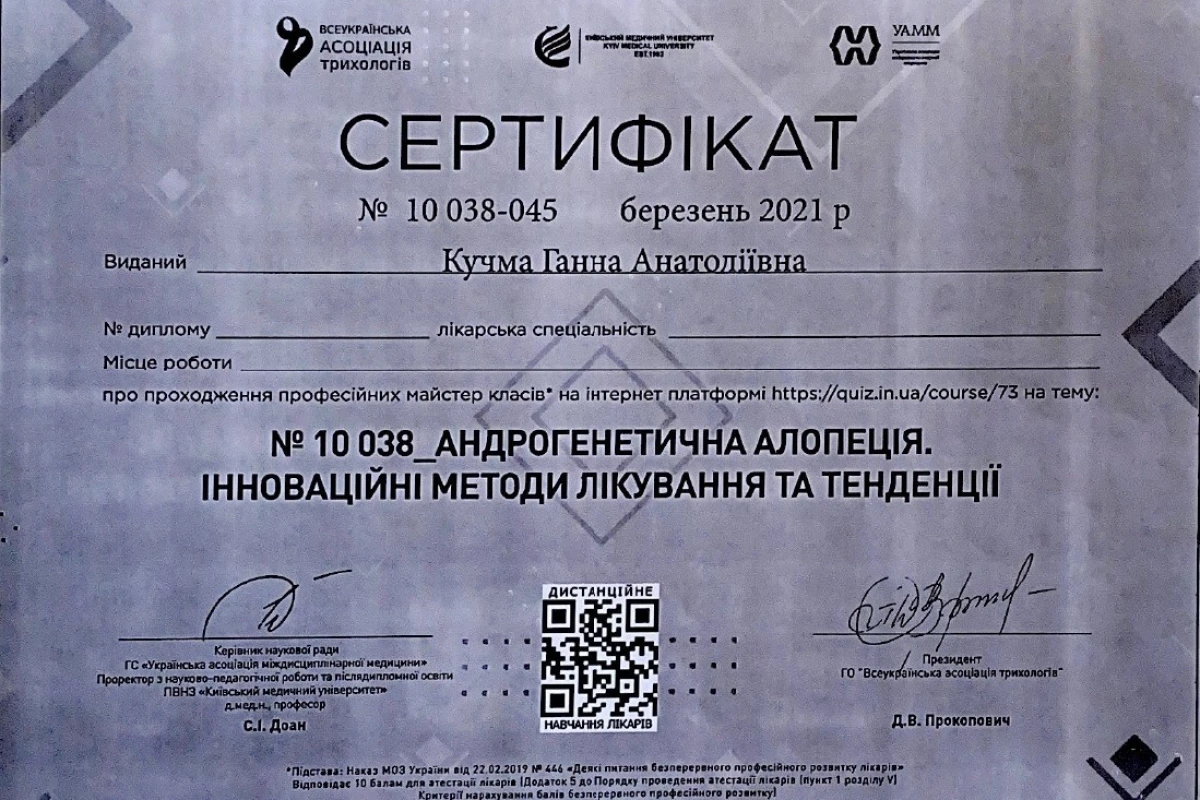 ВСЕУКРАЇНСЬКА
АСОЦІАЦІЯ
ТРИХОЛОГІВ
КИЇВСЬКИЙ МЕДИЧНИЙ УНІВЕРСИТЕТ
KYIV MEDICAL UNIVERSITY
EST.1992
УАММ
СЕРТИФІКАТ
№ 10 038-045 березень 2021 р
Виданий Кучма Ганна Анатоліївна
№ диплому лікарська спеціальність
Місце роботи
про проходження професійних майстер класів* на інтернет платформі https://quiz.in.ua/course/73 на тему:
№ 10 038_АНДРОГЕНЕТИЧНА АЛОПЕЦІЯ.
ІННОВАЦІЙНІ МЕТОДИ ЛІКУВАННЯ ТА ТЕНДЕНЦІЇ
Керівник наукової ради
ГС «Українська асоціація міждисциплінарної медицини»
Проректор з науково-педагогічної роботи та післядипломної освіти
ПВНЗ «Київський медичний університет»
д.мед.н., професор
С.І. Доан
ДИСТАНЦІЙНЕ
НАВЧАННЯ ЛІКАРІВ
Президент
ГО "Всеукраїнська асоціація трихологів"
Д.В. Прокопович
*Підстава: Наказ МОЗ України від 22.02.2019 № 446 «Деякі питання безперервного професійного розвитку лікарів»
Відповідає 10 балам для атестації лікарів (Додаток 5 до Порядку проведення атестації лікарів (пункт 1 розділу V)
Критерії нарахування балів безперервного професійного розвитку)